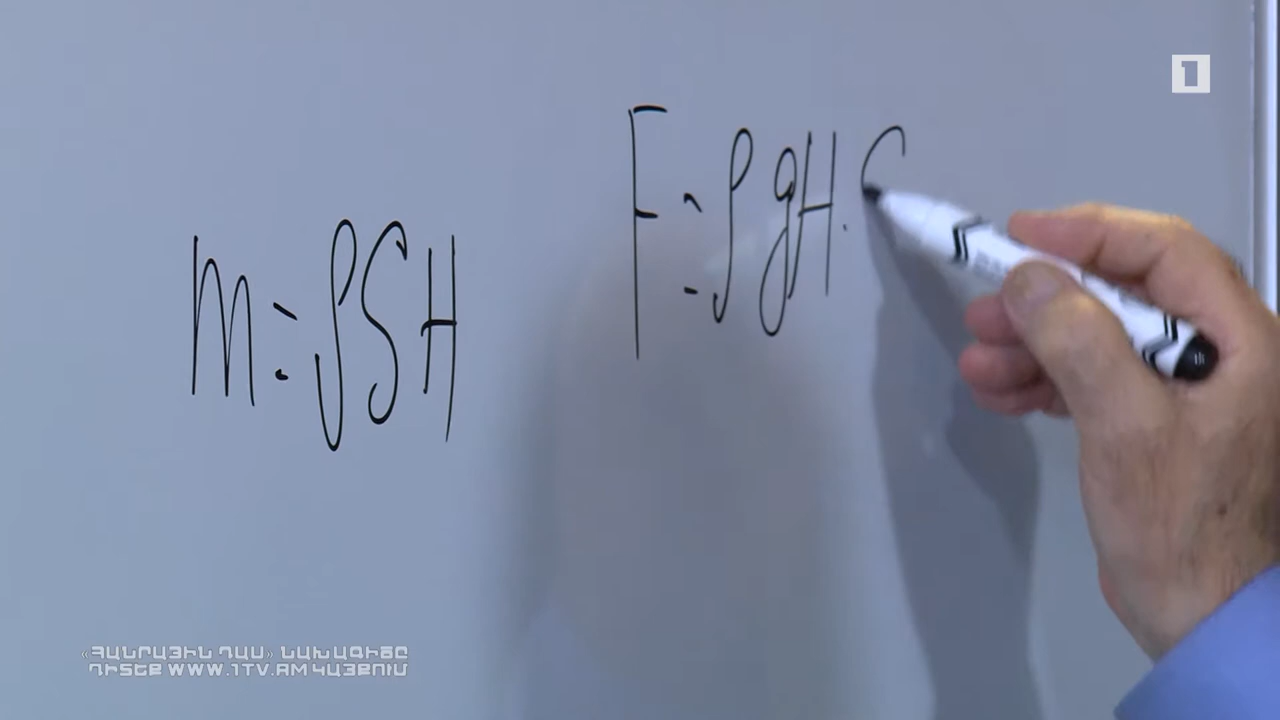 m = ρSH
F = ρgH.
1
«ՀԱՆՐԱՅԻՆ ԴԱՍ» ՆԱԽԱԳԻԾԸ
ԴԻՏԵՔ WWW.1TV.AM ԿԱՅՔՈՒՄ